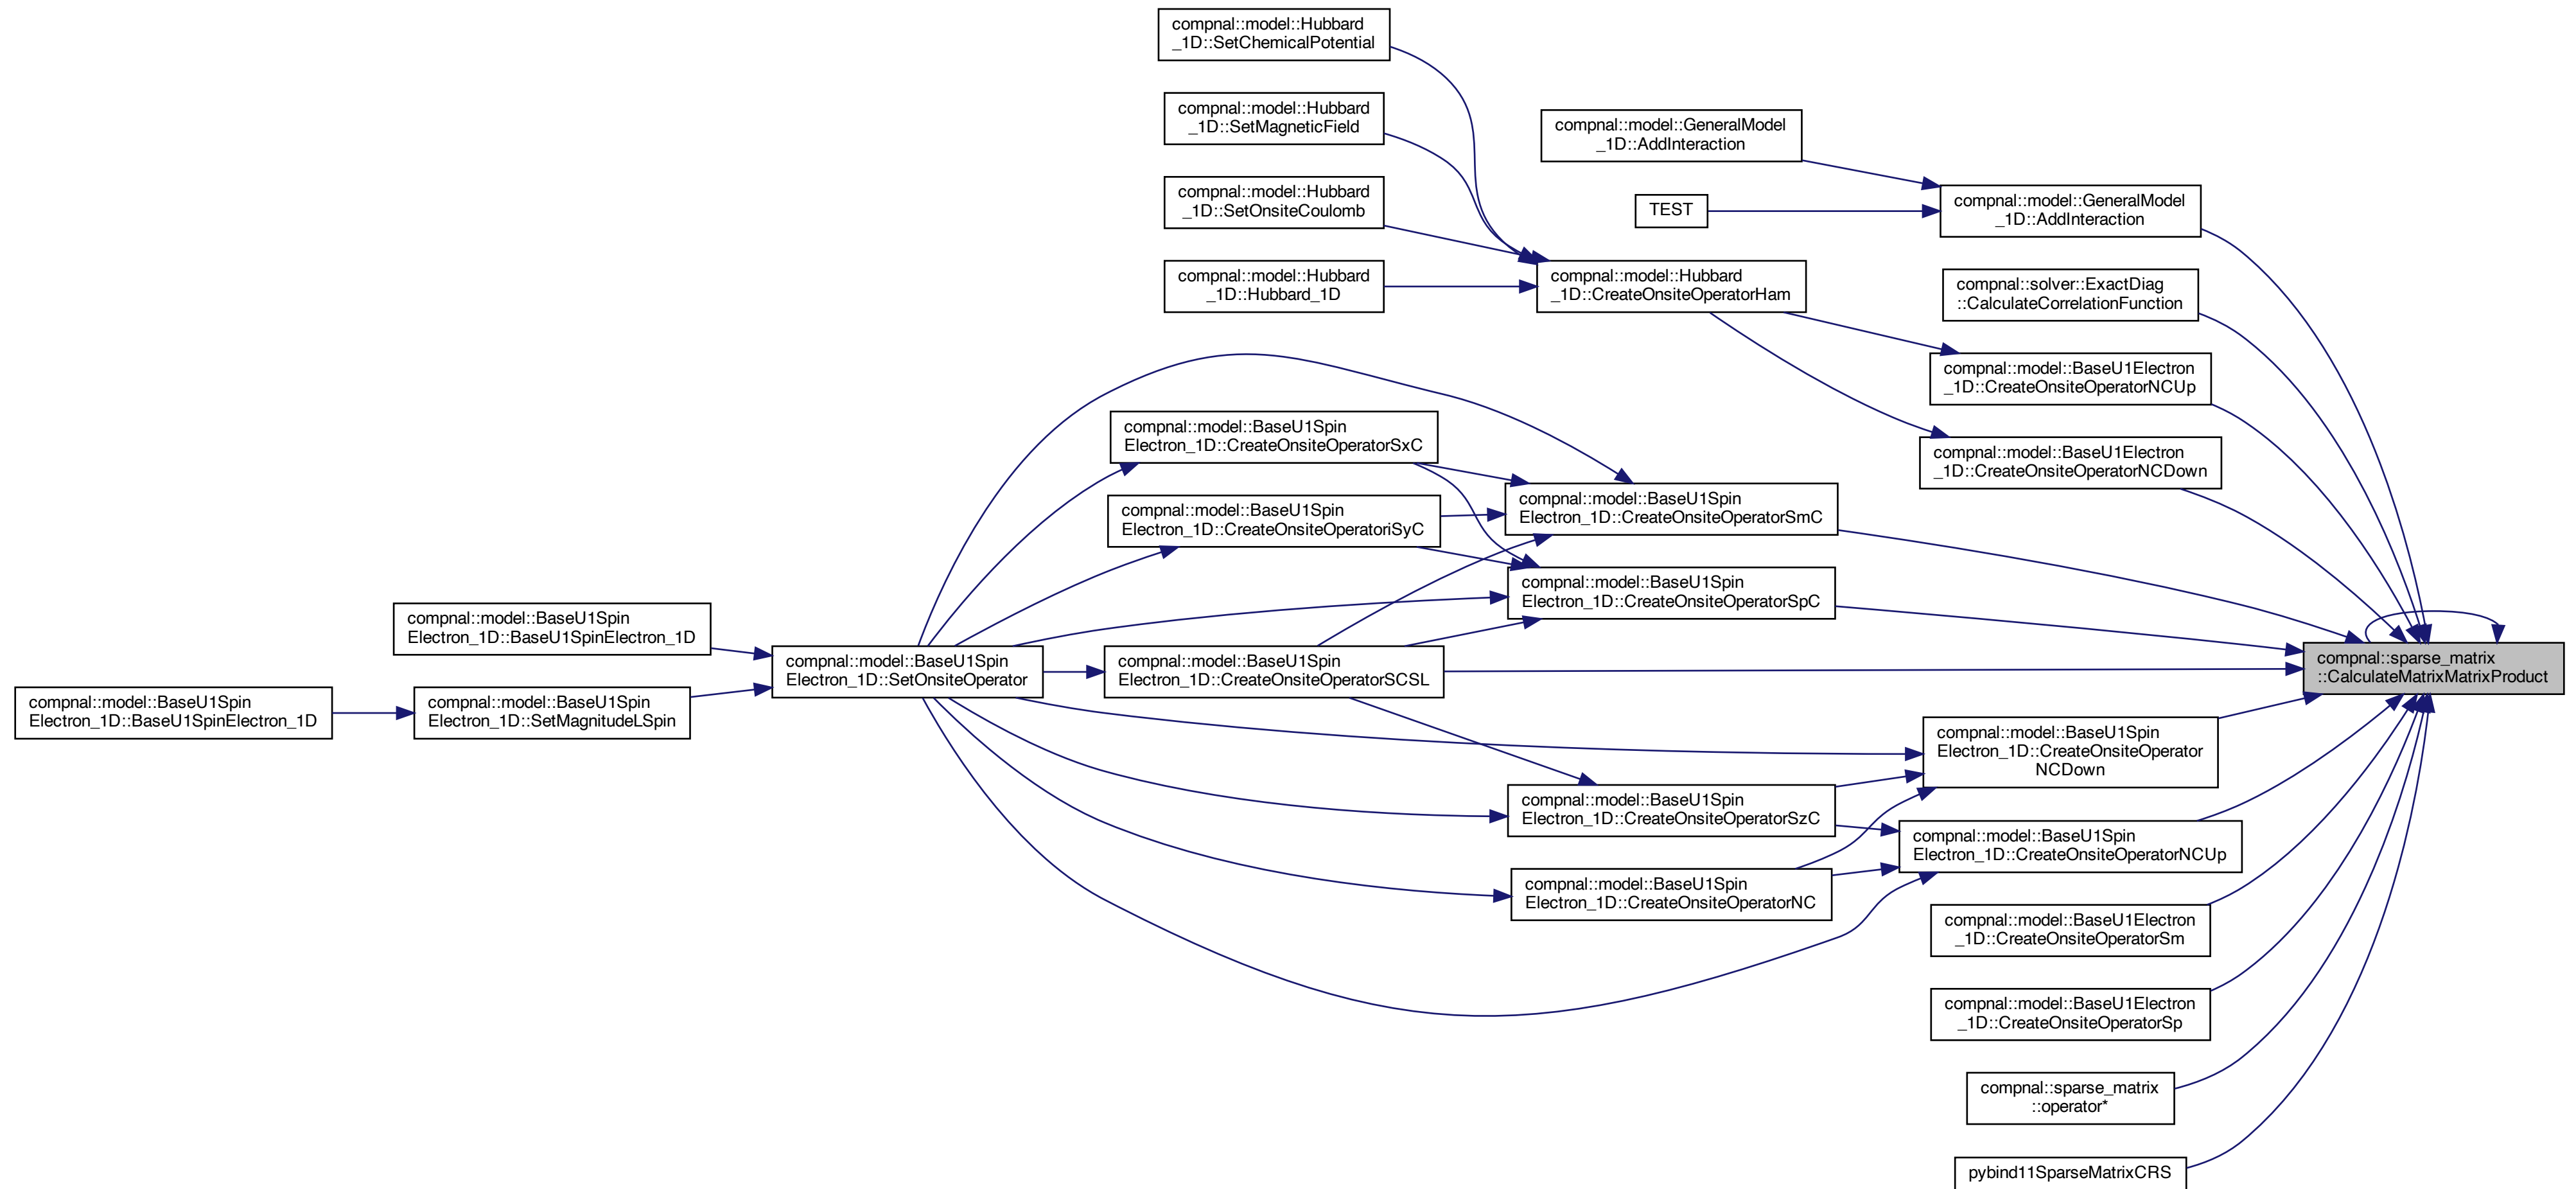 compnal::model::Hubbard
_1D::SetChemicalPotential
compnal::model::Hubbard
_1D::SetMagneticField
compnal::model::GeneralModel
_1D::AddInteraction
compnal::model::Hubbard
_1D::SetOnsiteCoulomb
TEST
compnal::model::GeneralModel
_1D::AddInteraction
compnal::model::Hubbard
_1D::Hubbard_1D
compnal::model::Hubbard
_1D::CreateOnsiteOperatorHam
compnal::solver::ExactDiag
::CalculateCorrelationFunction
compnal::model::BaseU1Electron
_1D::CreateOnsiteOperatorNCUp
compnal::model::BaseU1Spin
Electron_1D::CreateOnsiteOperatorSxC
compnal::model::BaseU1Electron
_1D::CreateOnsiteOperatorNCDown
compnal::model::BaseU1Spin
Electron_1D::CreateOnsiteOperatoriSyC
compnal::model::BaseU1Spin
Electron_1D::CreateOnsiteOperatorSmC
compnal::model::BaseU1Spin
Electron_1D::CreateOnsiteOperatorSpC
compnal::model::BaseU1Spin
Electron_1D::BaseU1SpinElectron_1D
compnal::model::BaseU1Spin
Electron_1D::SetOnsiteOperator
compnal::model::BaseU1Spin
Electron_1D::CreateOnsiteOperatorSCSL
compnal::sparse_matrix
::CalculateMatrixMatrixProduct
compnal::model::BaseU1Spin
Electron_1D::BaseU1SpinElectron_1D
compnal::model::BaseU1Spin
Electron_1D::SetMagnitudeLSpin
compnal::model::BaseU1Spin
Electron_1D::CreateOnsiteOperator
NCDown
compnal::model::BaseU1Spin
Electron_1D::CreateOnsiteOperatorSzC
compnal::model::BaseU1Spin
Electron_1D::CreateOnsiteOperatorNCUp
compnal::model::BaseU1Spin
Electron_1D::CreateOnsiteOperatorNC
compnal::model::BaseU1Electron
_1D::CreateOnsiteOperatorSm
compnal::model::BaseU1Electron
_1D::CreateOnsiteOperatorSp
compnal::sparse_matrix
::operator*
pybind11SparseMatrixCRS